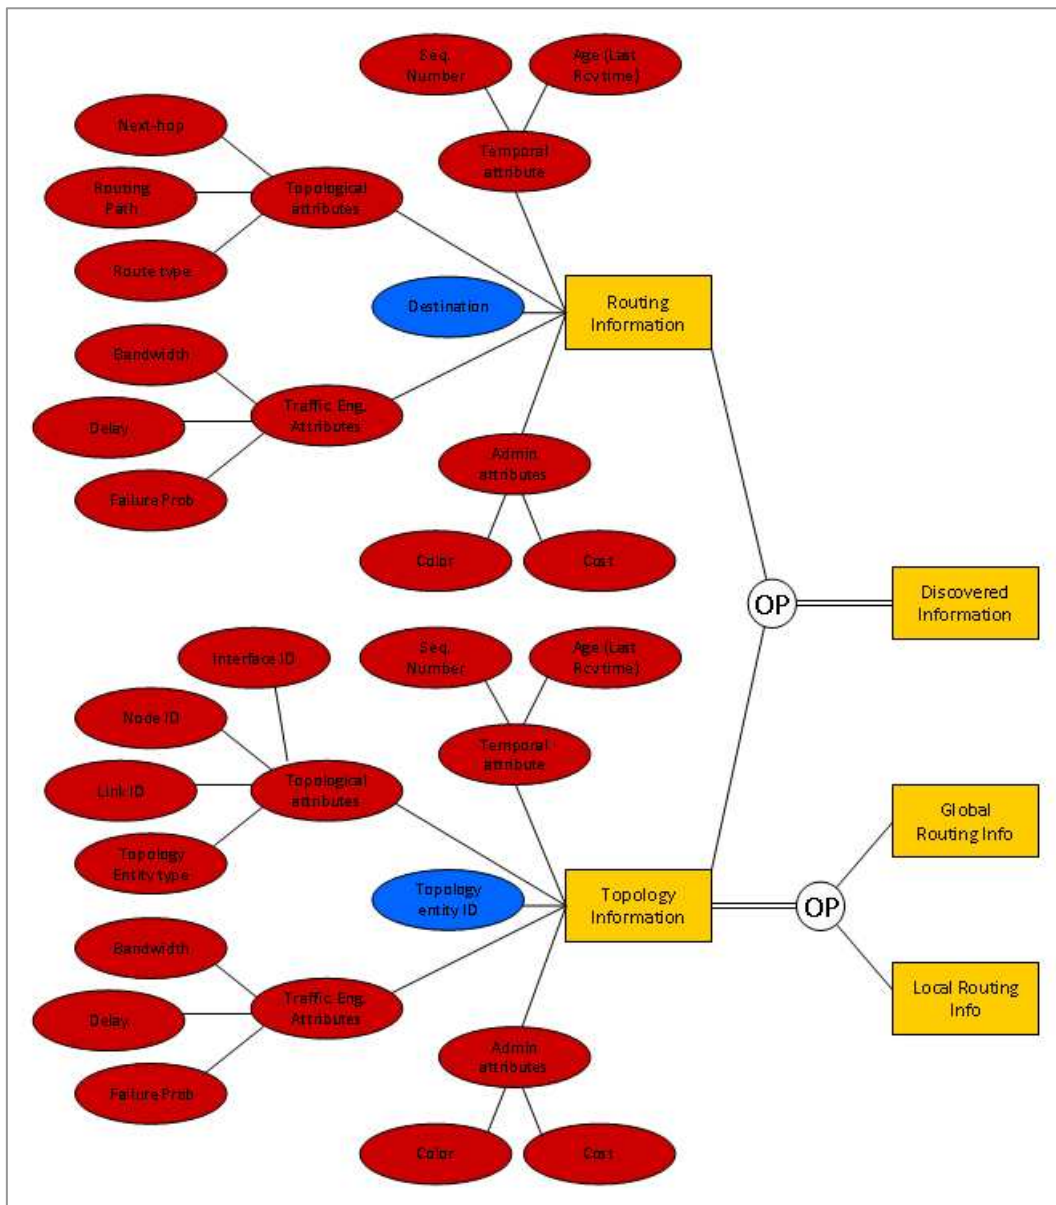 Seq.
Number
Age (Last
Rcv time)
Next-hop
Temporal
attribute
Routing
Path
Topological
attributes
Route type
Destination
Routing
Information
Bandwidth
Traffic Eng.
Attributes
Delay
Admin
attributes
Failure Prob
Color
Cost
OP
Discovered
Information
Seq.
Number
Age (Last
Rcv time)
Interface ID
Node ID
Temporal
attribute
Link ID
Topological
attributes
Topology
Entity type
Global
Routing Info
Topology
entity ID
Topology
Information
OP
Bandwidth
Traffic Eng.
Attributes
Local Routing
Info
Delay
Admin
attributes
Failure Prob
Color
Cost